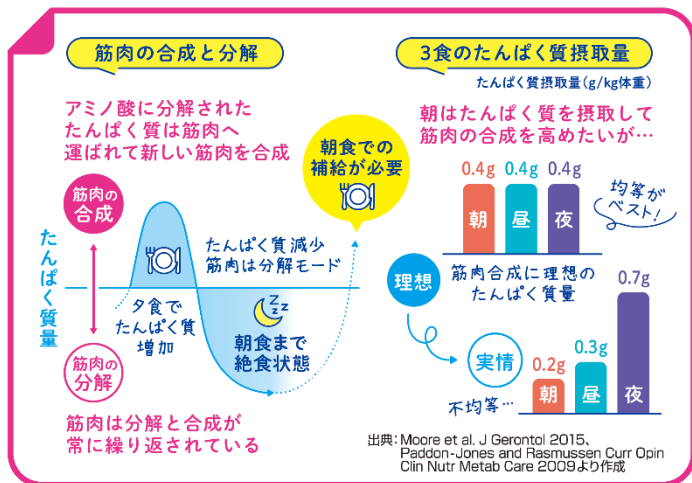 筋肉の合成と分解
アミノ酸に分解された
たんぱく質は筋肉へ
運ばれて新しい筋肉を合成
朝食での
補給が必要
筋肉の
合成
たんぱく質量
たんぱく質減少
筋肉は分解モード
夕食で
たんぱく質
増加
zzz
朝食まで
絶食状態
筋肉の
分解
筋肉は分解と合成が
常に繰り返されている
3食のたんぱく質摂取量
たんぱく質摂取量(g/kg体重)
朝はたんぱく質を摂取して
筋肉の合成を高めたいが…
0.4g 0.4g 0.4g
朝 昼 夜
均等が
ベスト!
理想
筋肉合成に理想の
たんぱく質量
実情
不均等…
0.2g 0.3g 0.7g
朝 昼 夜
出典:Moore et al. J Gerontol 2015、
Paddon-Jones and Rasmussen Curr Opin
Clin Nutr Metab Care 2009より作成